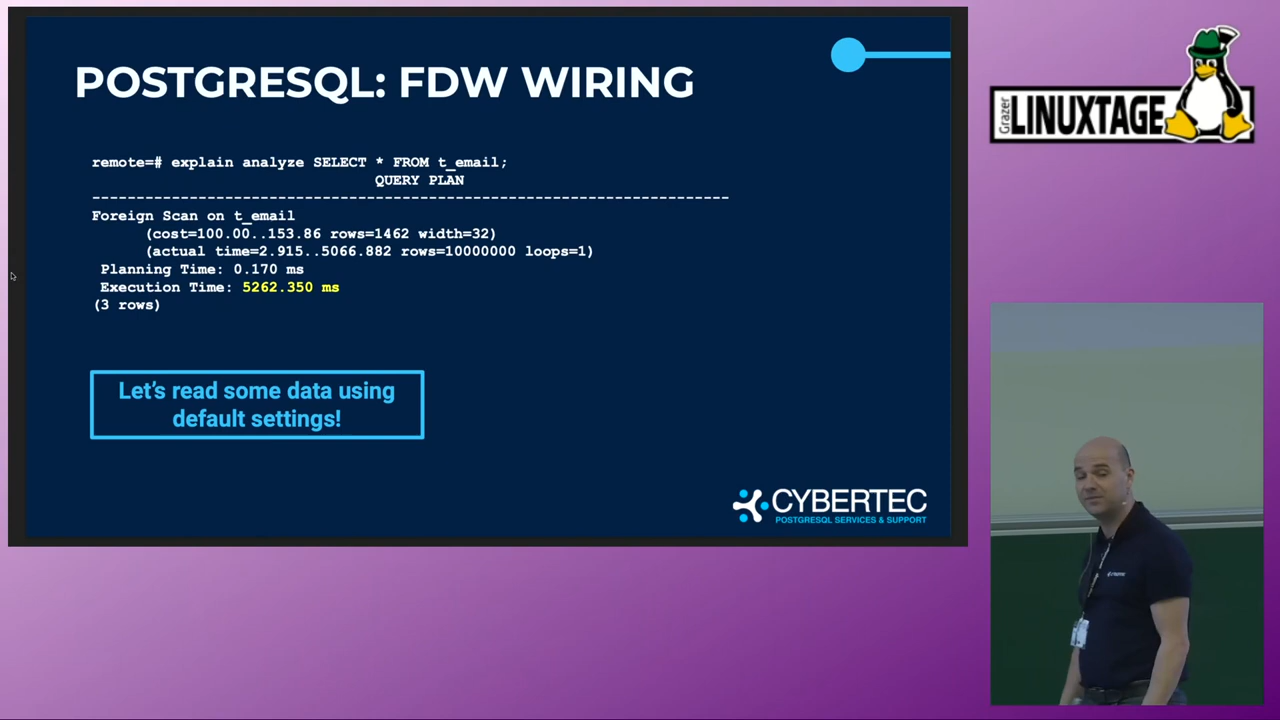 POSTGRESQL: FDW WIRING
remote=# explain analyze SELECT * FROM t_email;
QUERY PLAN
------------------------------------------------------------------------
Foreign Scan on t_email
(cost=100.00..153.86 rows=1462 width=32)
(actual time=2.915..5066.882 rows=10000000 loops=1)
Planning Time: 0.170 ms
Execution Time: 5262.350 ms
(3 rows)
Let's read some data using
default settings!
CYBERTEC
POSTGRESQL SERVICES & SUPPORT
Grazer
LINUXTAGE